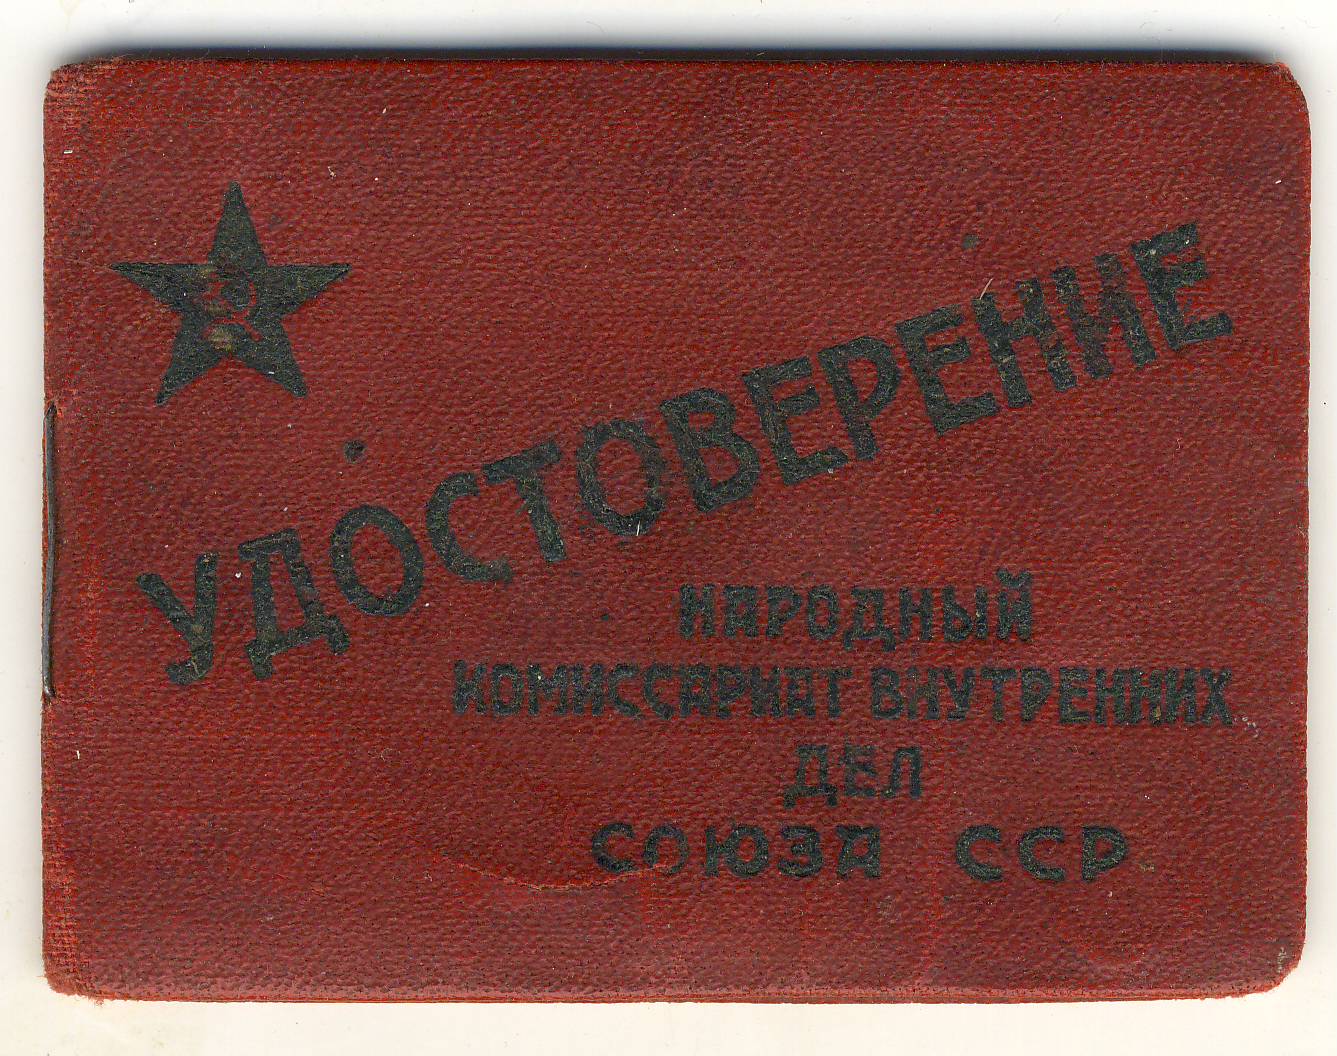 УДОСТОВЕРЕНИЕ
НАРОДНЫЙ
КОМИССАРИАТ ВНУТРЕННИХ
ДЕЛ
СОЮЗА ССР